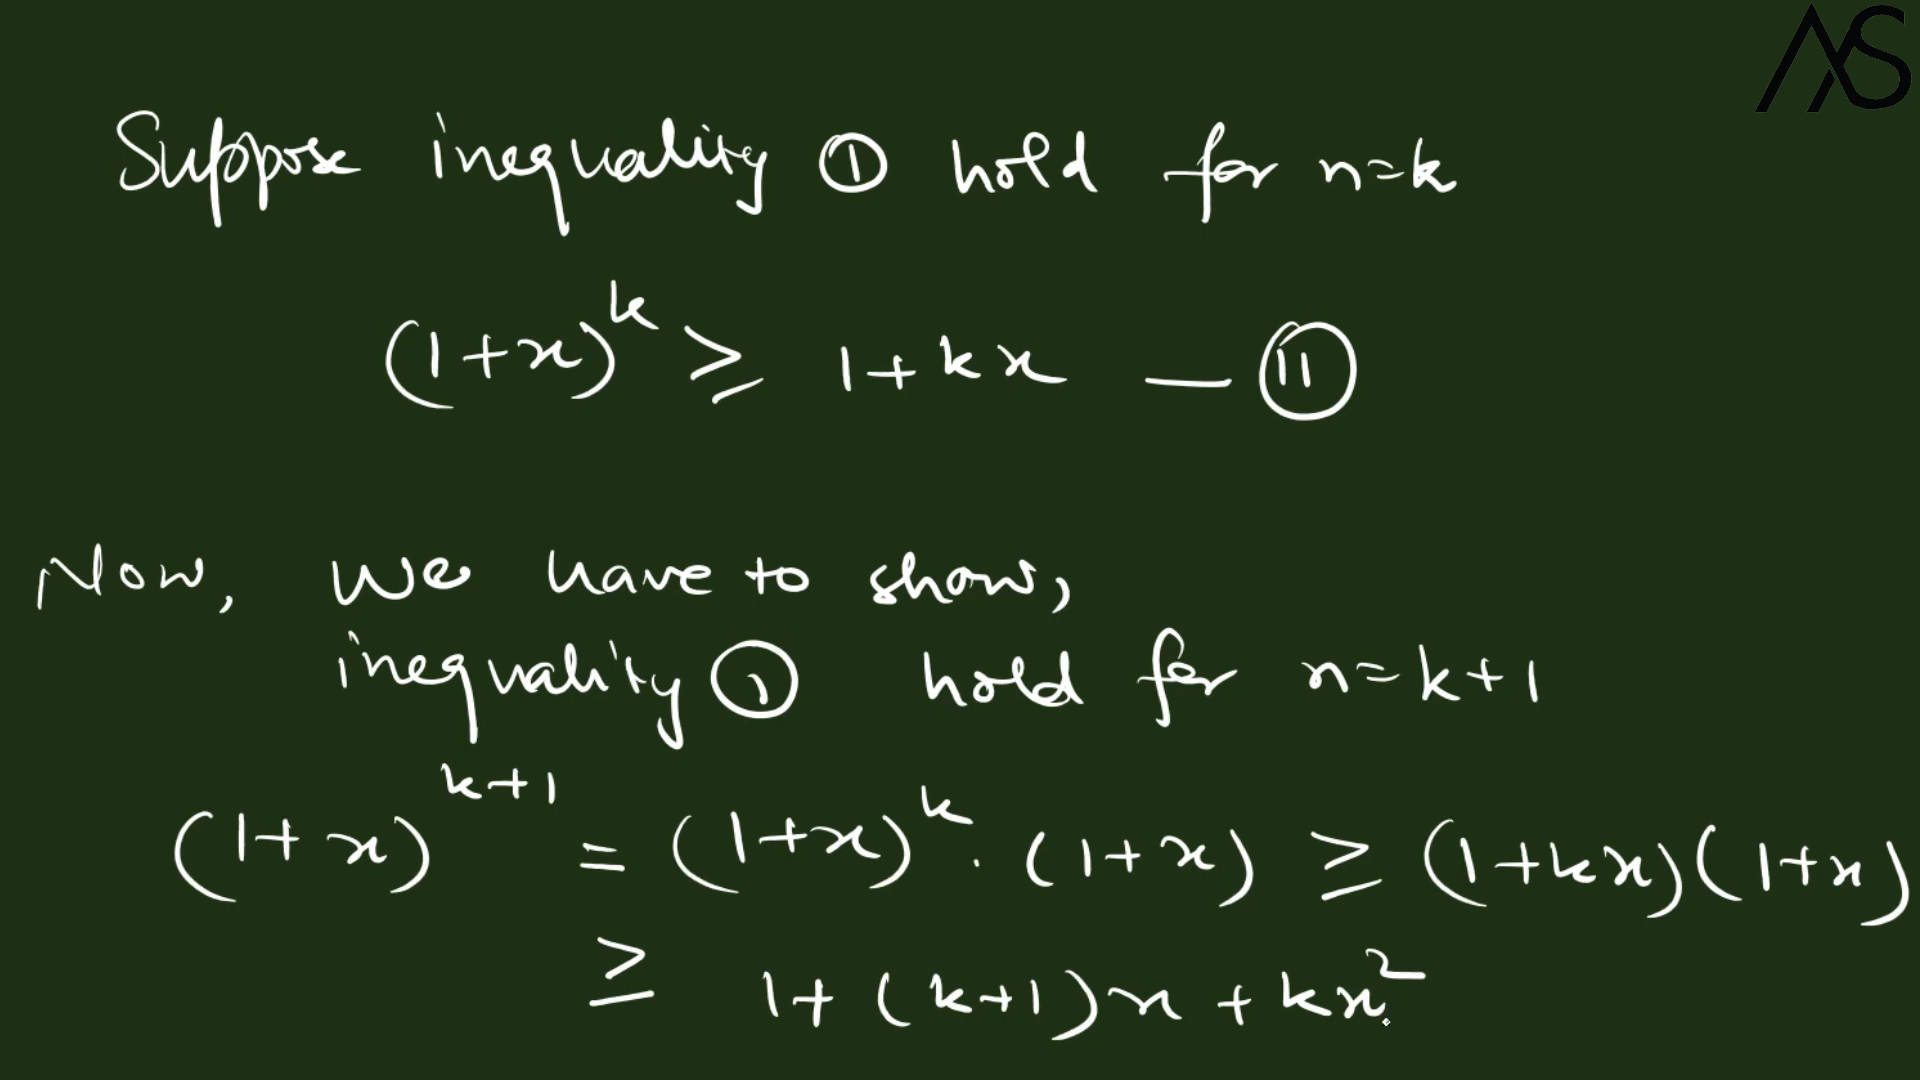 AS
Suppose inequality ① hold for n=k
(1+x)^k ≥ 1+kx — ⑪
Now, we have to show,
inequality ① hold for n=k+1
(1+x)^{k+1} = (1+x)^k · (1+x) ≥ (1+kx)(1+x)
≥ 1+(k+1)x+kx²